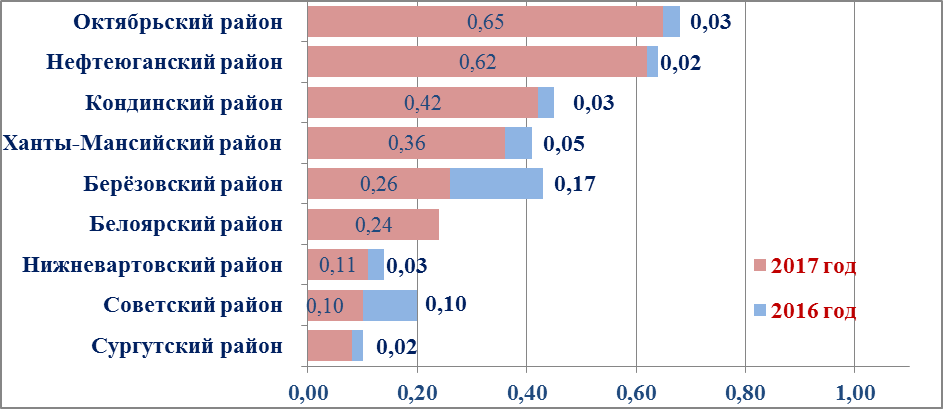 Октябрьский район 0,65 0,03
Нефтеюганский район 0,62 0,02
Кондинский район 0,42 0,03
Ханты-Мансийский район 0,36 0,05
Берёзовский район 0,26 0,17
Белоярский район 0,24
Нижневартовский район 0,11 0,03
2017 год
Советский район 0,10 0,10
2016 год
Сургутский район 0,02
0,00 0,20 0,40 0,60 0,80 1,00